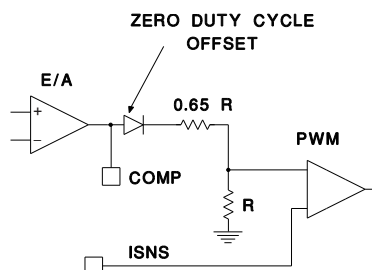 ZERO DUTY CYCLE
OFFSET
E/A
0.65 R
+
−
COMP
PWM
R
ISNS